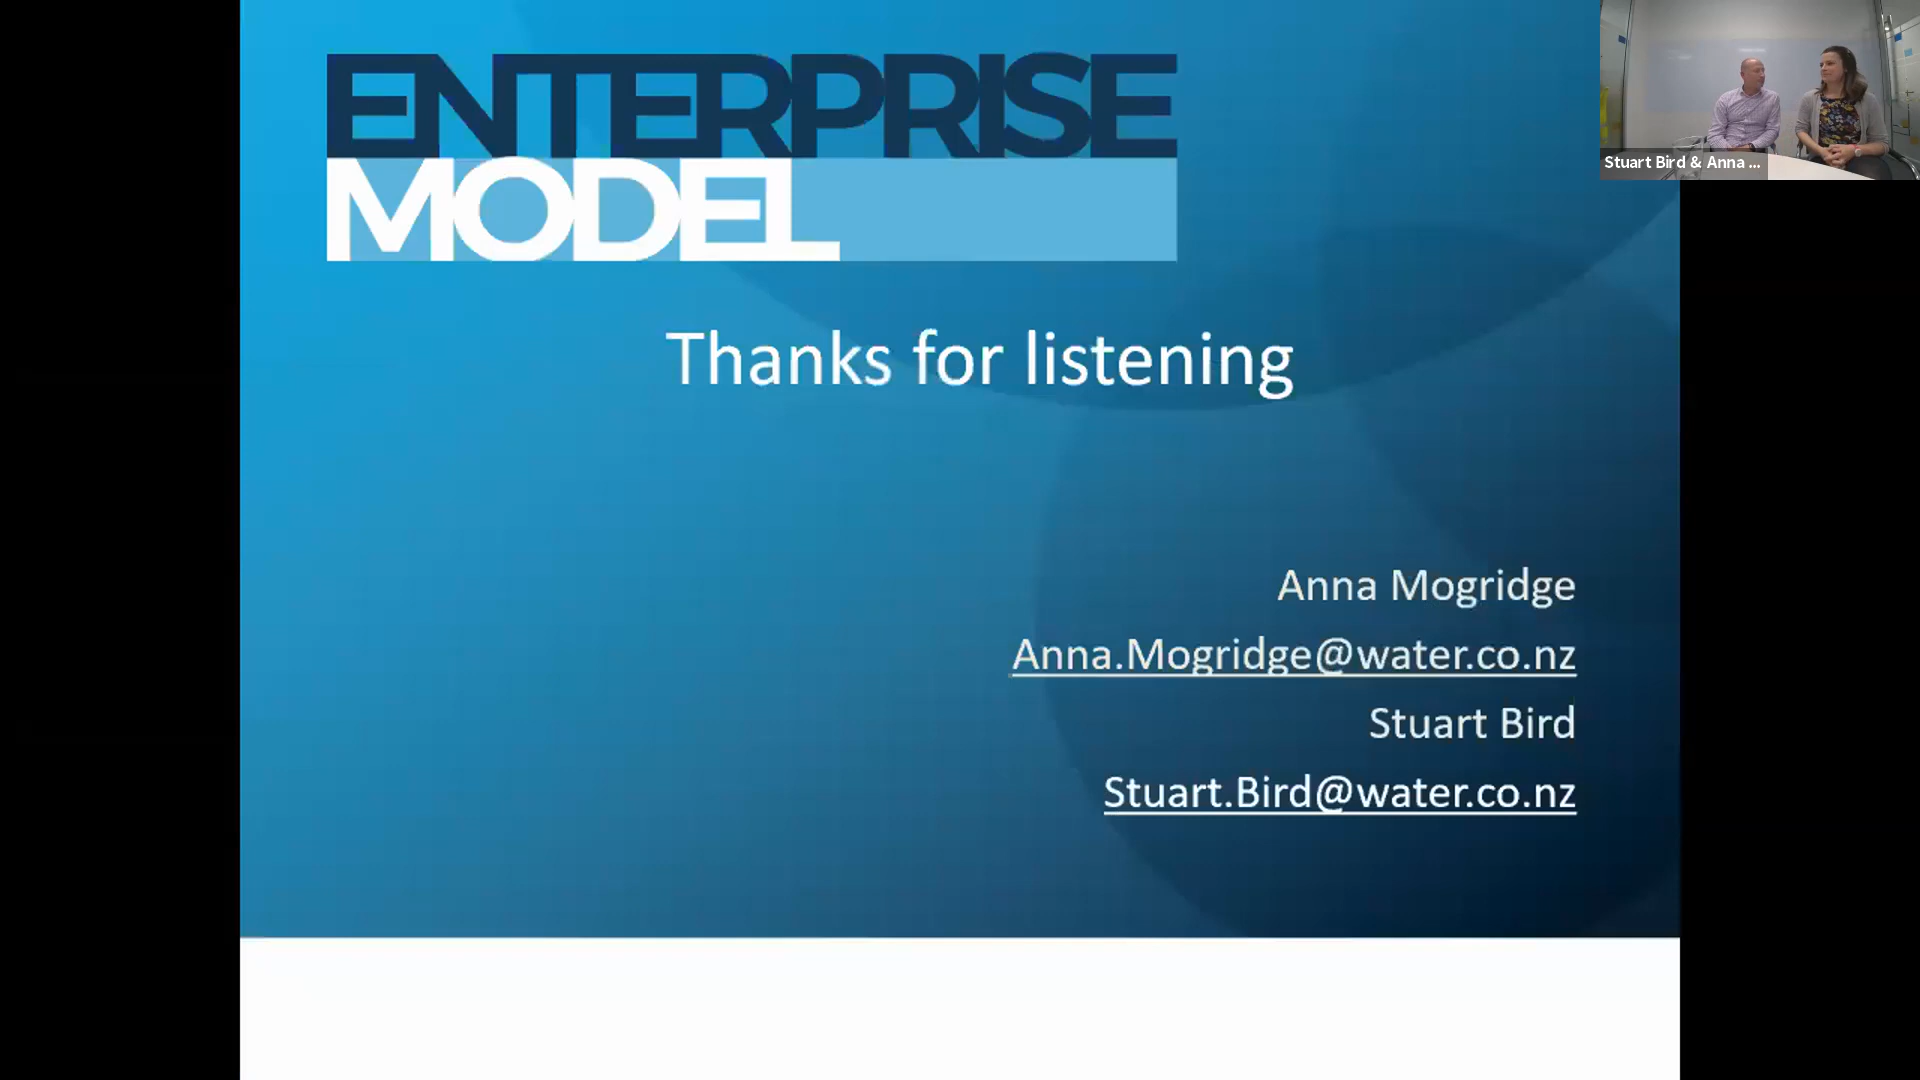 ENTERPRISE
MODEL
Thanks for listening
Anna Mogridge
Anna.Mogridge@water.co.nz
Stuart Bird
Stuart.Bird@water.co.nz
Stuart Bird & Anna ...